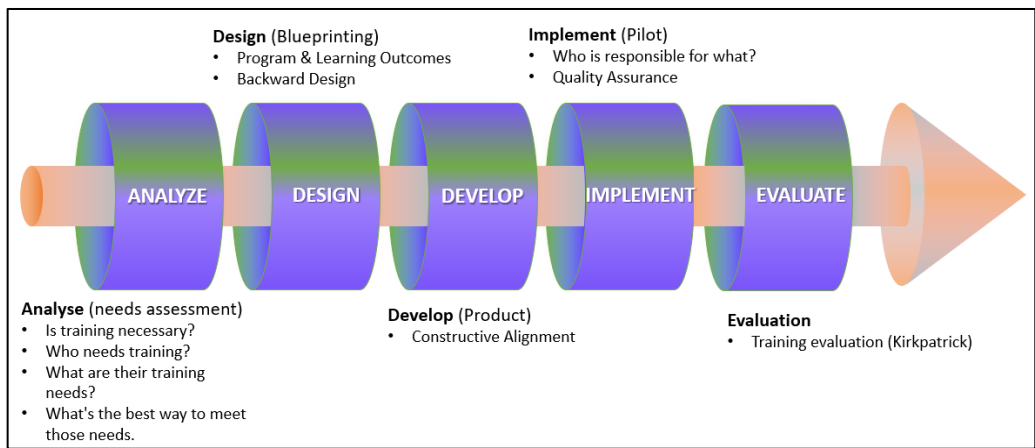 Design (Blueprinting)
• Program & Learning Outcomes
• Backward Design
Implement (Pilot)
• Who is responsible for what?
• Quality Assurance
ANALYZE
DESIGN
DEVELOP
IMPLEMENT
EVALUATE
Analyse (needs assessment)
• Is training necessary?
• Who needs training?
• What are their training
needs?
• What's the best way to meet
those needs.
Develop (Product)
• Constructive Alignment
Evaluation
• Training evaluation (Kirkpatrick)